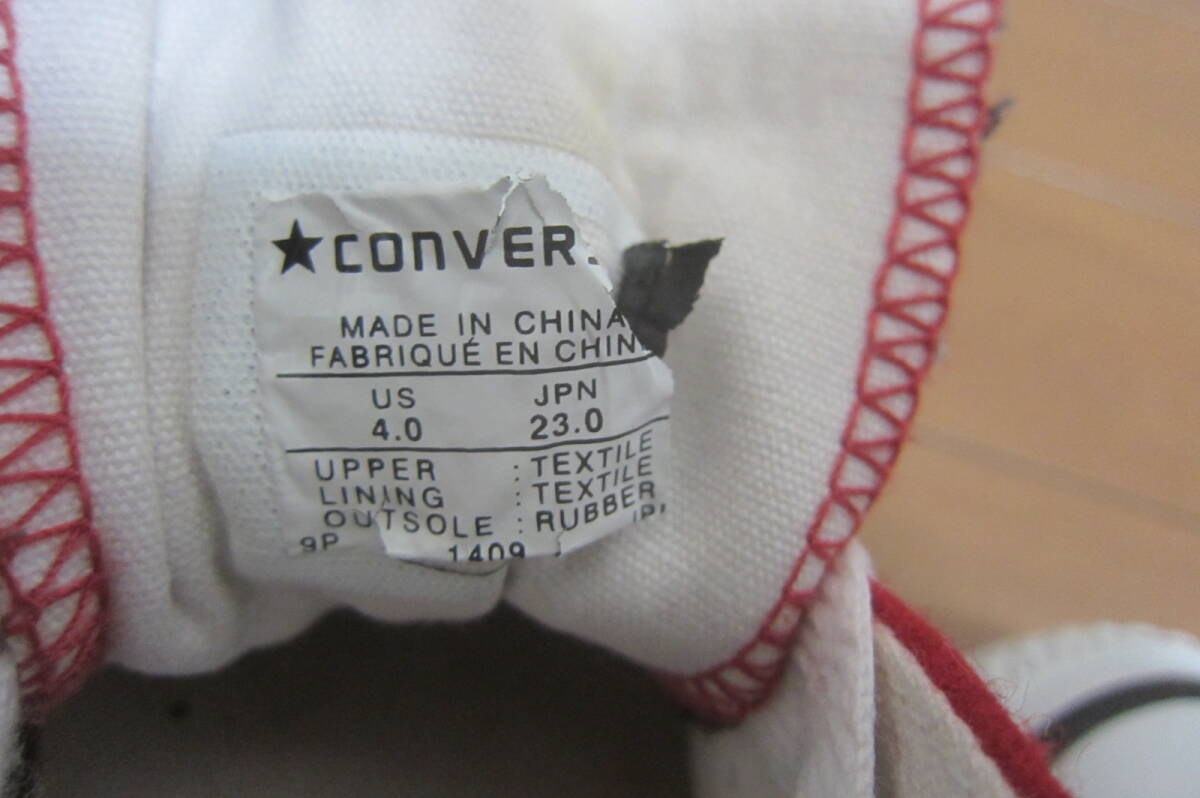 ★CONVER
MADE IN CHINA
FABRIQUÉ EN CHIN
US JPN
4.0 23.0
UPPER : TEXTILE
LINING : TEXTILE
OUTSOLE : RUBBER
9P 1409